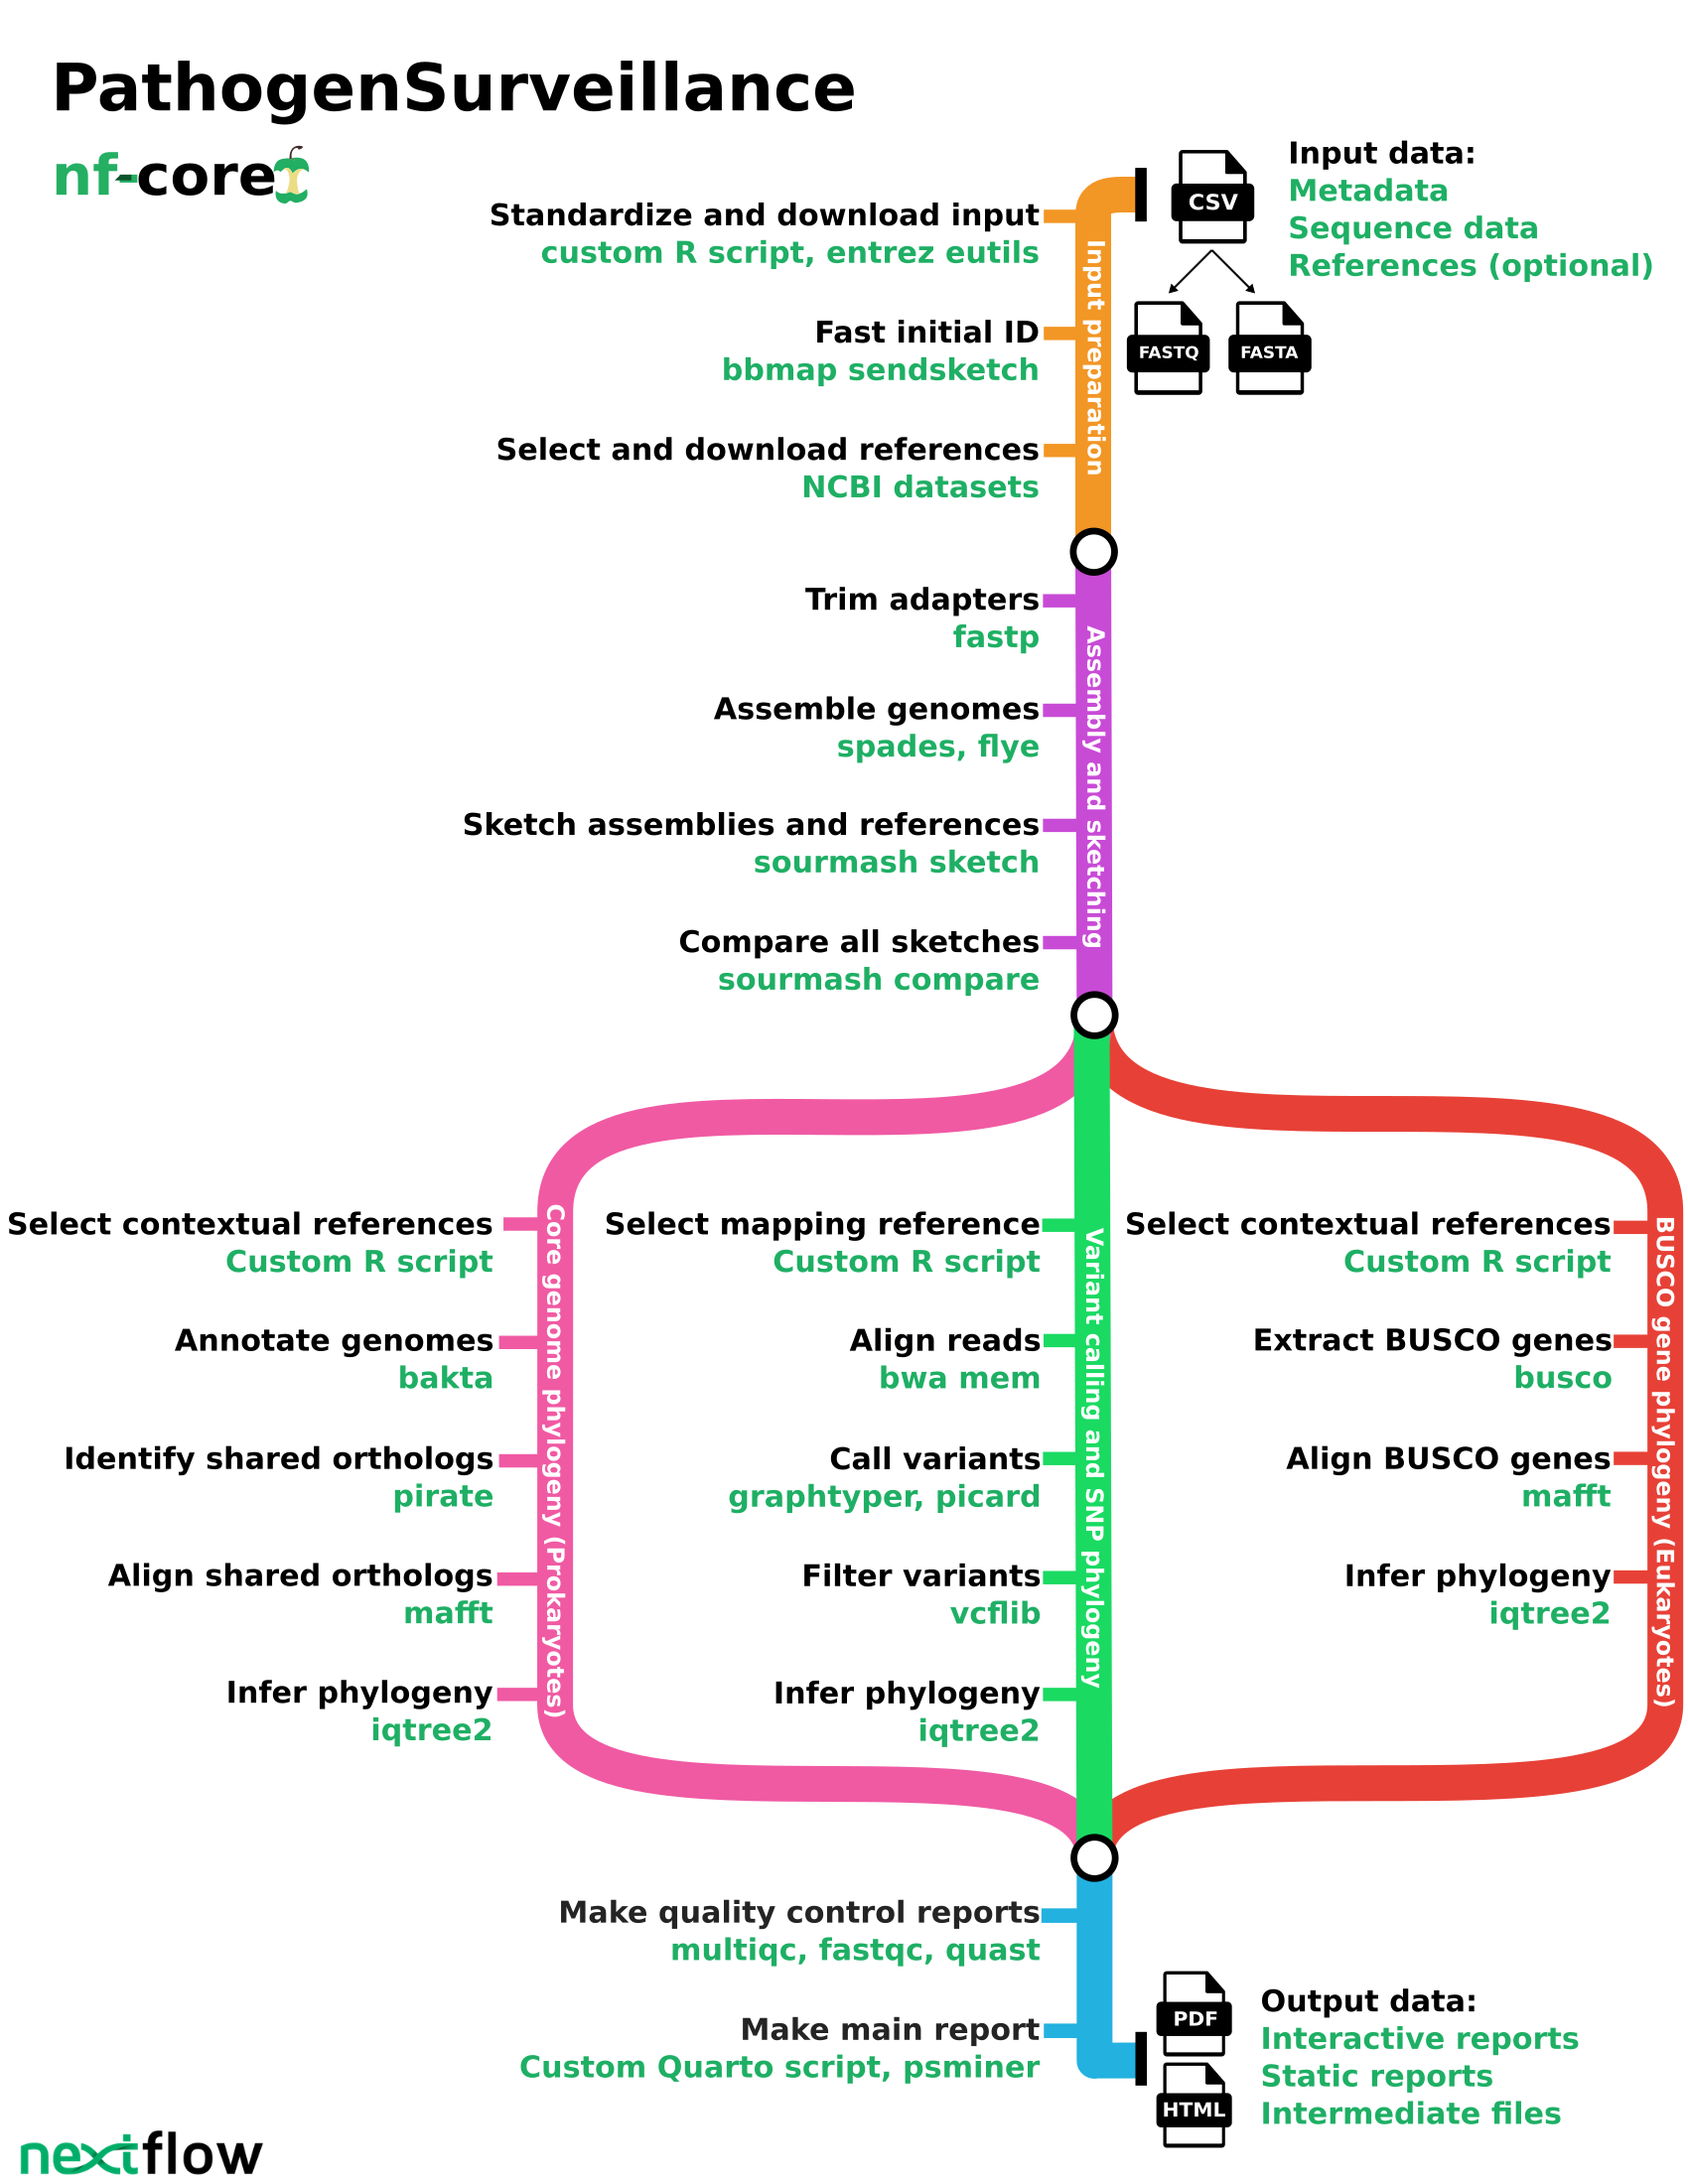 PathogenSurveillance
nf-core
CSV
Input data:
Metadata
Sequence data
References (optional)
FASTQ
FASTA
Input preparation
Standardize and download input
custom R script, entrez eutils
Fast initial ID
bbmap sendsketch
Select and download references
NCBI datasets
Assembly and sketching
Trim adapters
fastp
Assemble genomes
spades, flye
Sketch assemblies and references
sourmash sketch
Compare all sketches
sourmash compare
Core genome phylogeny (Prokaryotes)
Select contextual references
Custom R script
Annotate genomes
bakta
Identify shared orthologs
pirate
Align shared orthologs
mafft
Infer phylogeny
iqtree2
Variant calling and SNP phylogeny
Select mapping reference
Custom R script
Align reads
bwa mem
Call variants
graphtyper, picard
Filter variants
vcflib
Infer phylogeny
iqtree2
BUSCO gene phylogeny (Eukaryotes)
Select contextual references
Custom R script
Extract BUSCO genes
busco
Align BUSCO genes
mafft
Infer phylogeny
iqtree2
Make quality control reports
multiqc, fastqc, quast
Make main report
Custom Quarto script, psminer
PDF
HTML
Output data:
Interactive reports
Static reports
Intermediate files
nextflow